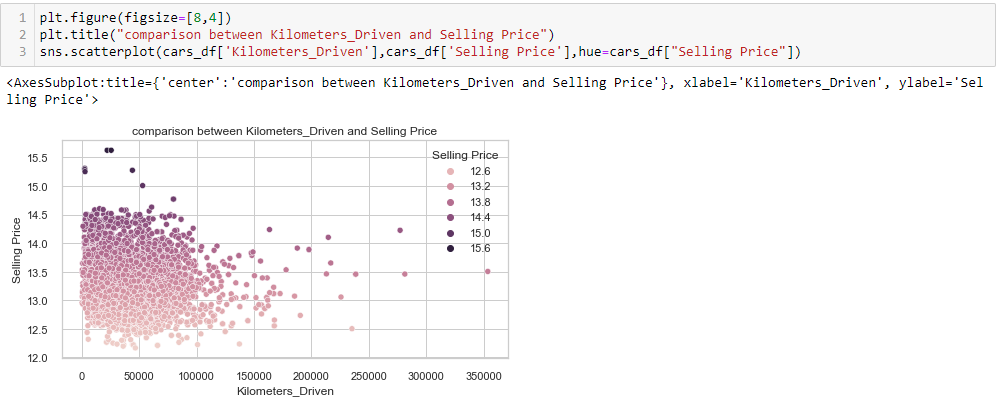 1 plt.figure(figsize=[8,4])
2 plt.title("comparison between Kilometers_Driven and Selling Price")
3 sns.scatterplot(cars_df['Kilometers_Driven'],cars_df['Selling Price'],hue=cars_df["Selling Price"])
<AxesSubplot:title={'center':'comparison between Kilometers_Driven and Selling Price'}, xlabel='Kilometers_Driven', ylabel='Sel
ling Price'>
comparison between Kilometers_Driven and Selling Price
Selling Price
15.5
15.0
14.5
14.0
13.5
13.0
12.5
12.0
Selling Price
12.6
13.2
13.8
14.4
15.0
15.6
0 50000 100000 150000 200000 250000 300000 350000
Kilometers_Driven